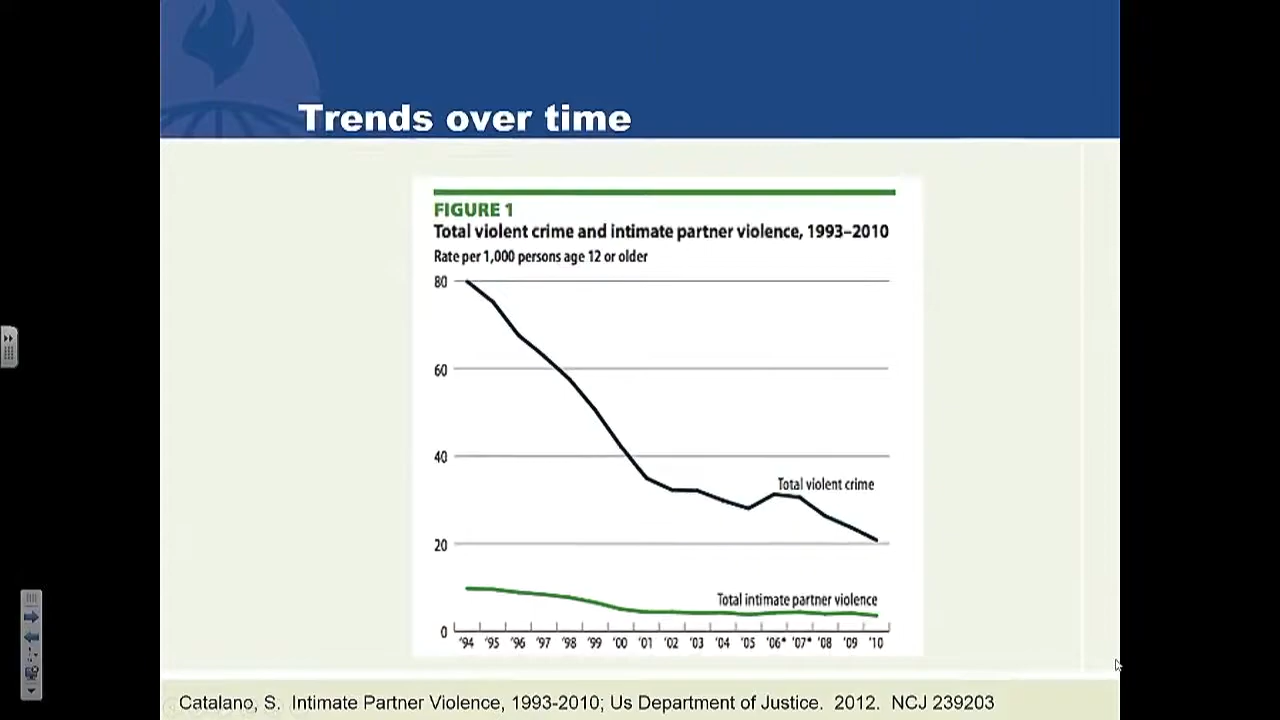 Trends over time
FIGURE 1
Total violent crime and intimate partner violence, 1993–2010
Rate per 1,000 persons age 12 or older
80
60
40
Total violent crime
20
Total intimate partner violence
0
'94 '95 '96 '97 '98 '99 '00 '01 '02 '03 '04 '05 '06* '07* '08 '09 '10
Catalano, S. Intimate Partner Violence, 1993-2010; Us Department of Justice. 2012. NCJ 239203